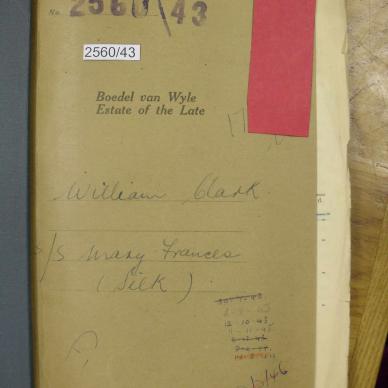 No. 2560/43
2560/43
Boedel van Wyle
Estate of the Late
William Clark.
S/S Mary Frances
(Silk).
12-10-43